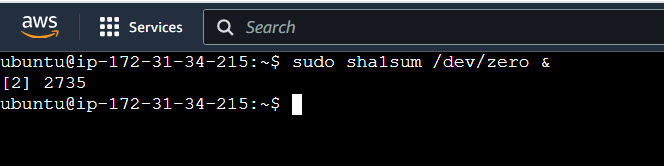 aws Services Search
ubuntu@ip-172-31-34-215:~$ sudo sha1sum /dev/zero &
[2] 2735
ubuntu@ip-172-31-34-215:~$